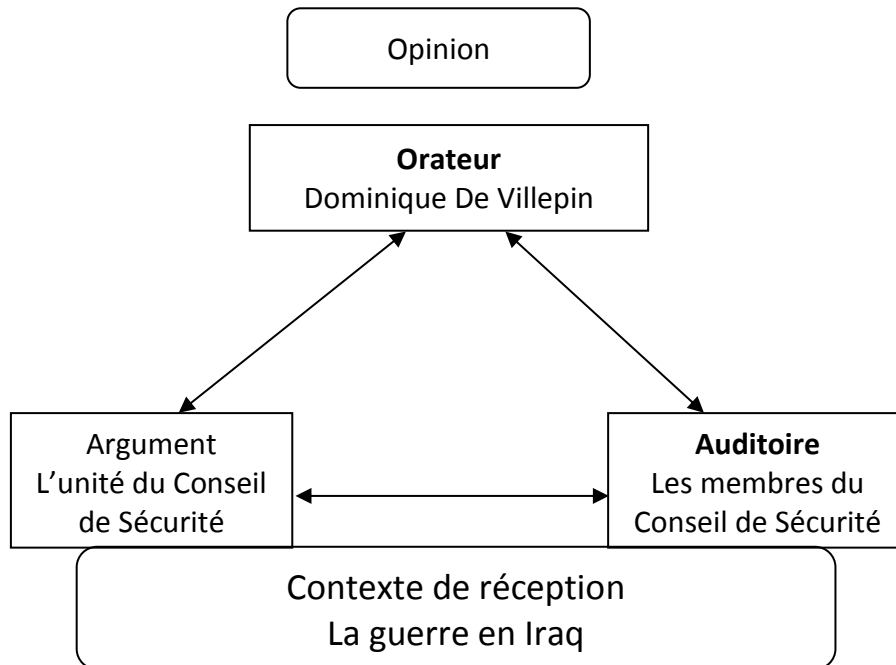 Opinion
Orateur
Dominique De Villepin
Argument
L’unité du Conseil
de Sécurité
Auditoire
Les membres du
Conseil de Sécurité
Contexte de réception
La guerre en Iraq